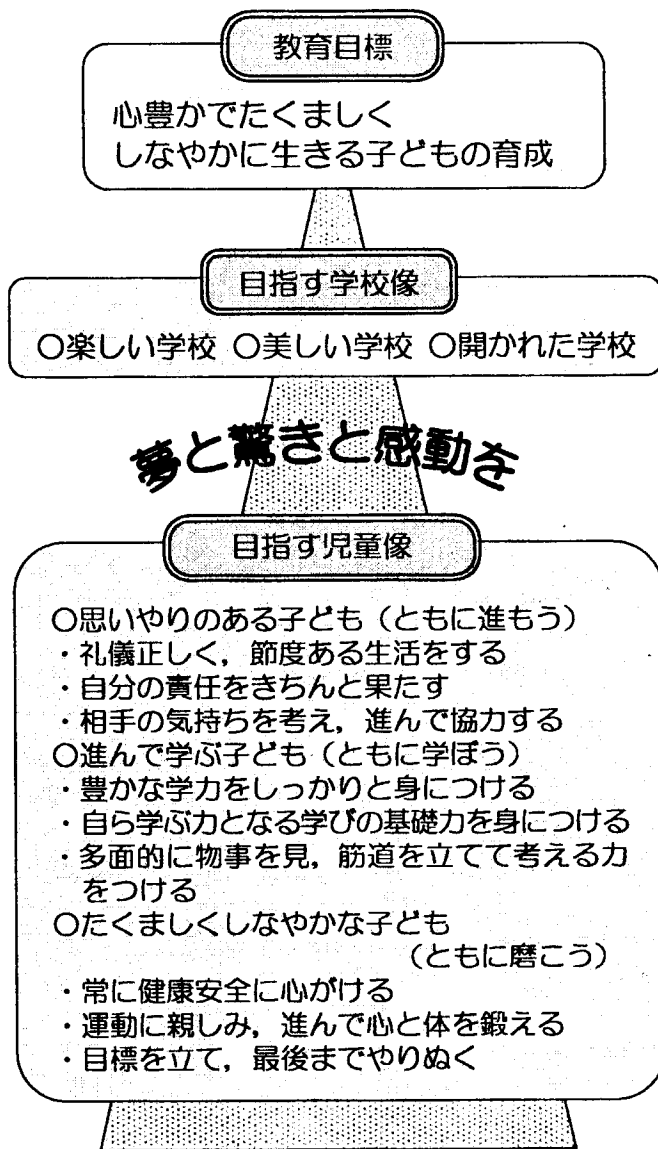 教育目標
心豊かでたくましく
しなやかに生きる子どもの育成
目指す学校像
○楽しい学校 ○美しい学校 ○開かれた学校
夢と驚きと感動を
目指す児童像
○思いやりのある子ども（ともに進もう）
・礼儀正しく，節度ある生活をする
・自分の責任をきちんと果たす
・相手の気持ちを考え，進んで協力する
○進んで学ぶ子ども（ともに学ぼう）
・豊かな学力をしっかりと身につける
・自ら学ぶ力となる学びの基礎力を身につける
・多面的に物事を見，筋道を立てて考える力
をつける
○たくましくしなやかな子ども
（ともに磨こう）
・常に健康安全に心がける
・運動に親しみ，進んで心と体を鍛える
・目標を立て，最後までやりぬく